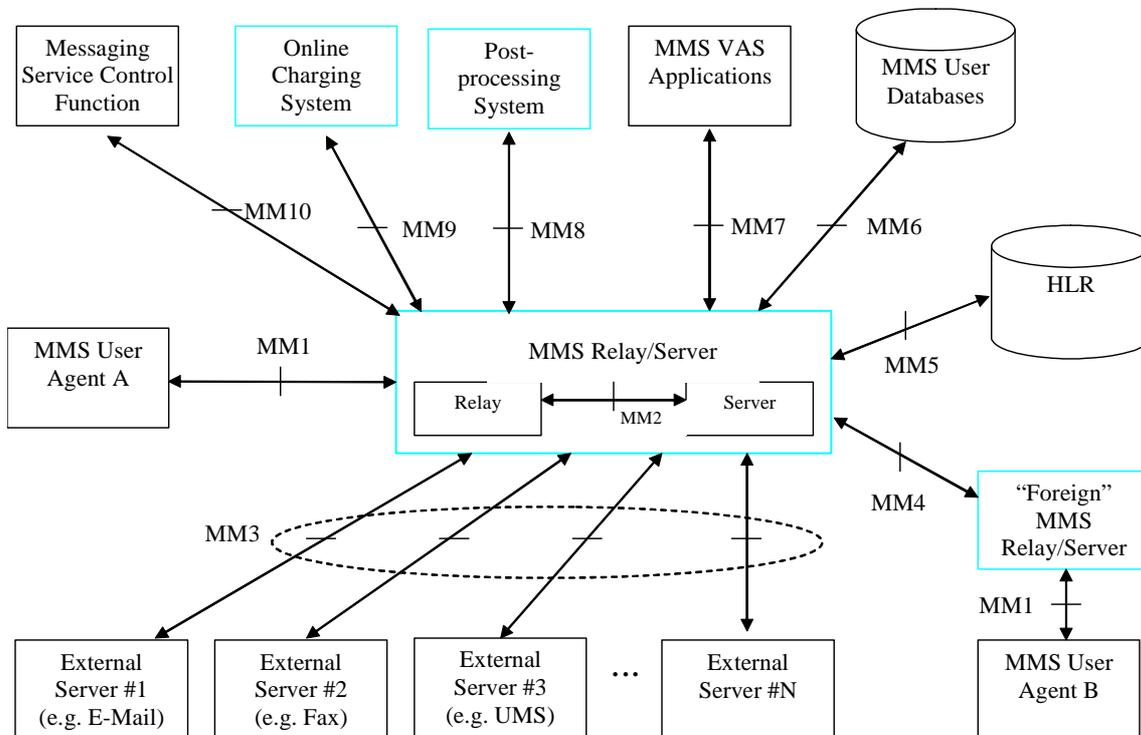 Messaging
Service Control
Function
Online
Charging
System
Post-
processing
System
MMS VAS
Applications
MMS User
Databases
MM10
MM9
MM8
MM7
MM6
HLR
MMS User
Agent A
MM1
MMS Relay/Server
Relay
MM2
Server
MM5
MM4
MM3
“Foreign”
MMS
Relay/Server
MM1
External
Server #1
(e.g. E-Mail)
External
Server #2
(e.g. Fax)
External
Server #3
(e.g. UMS)
...
External
Server #N
MMS User
Agent B